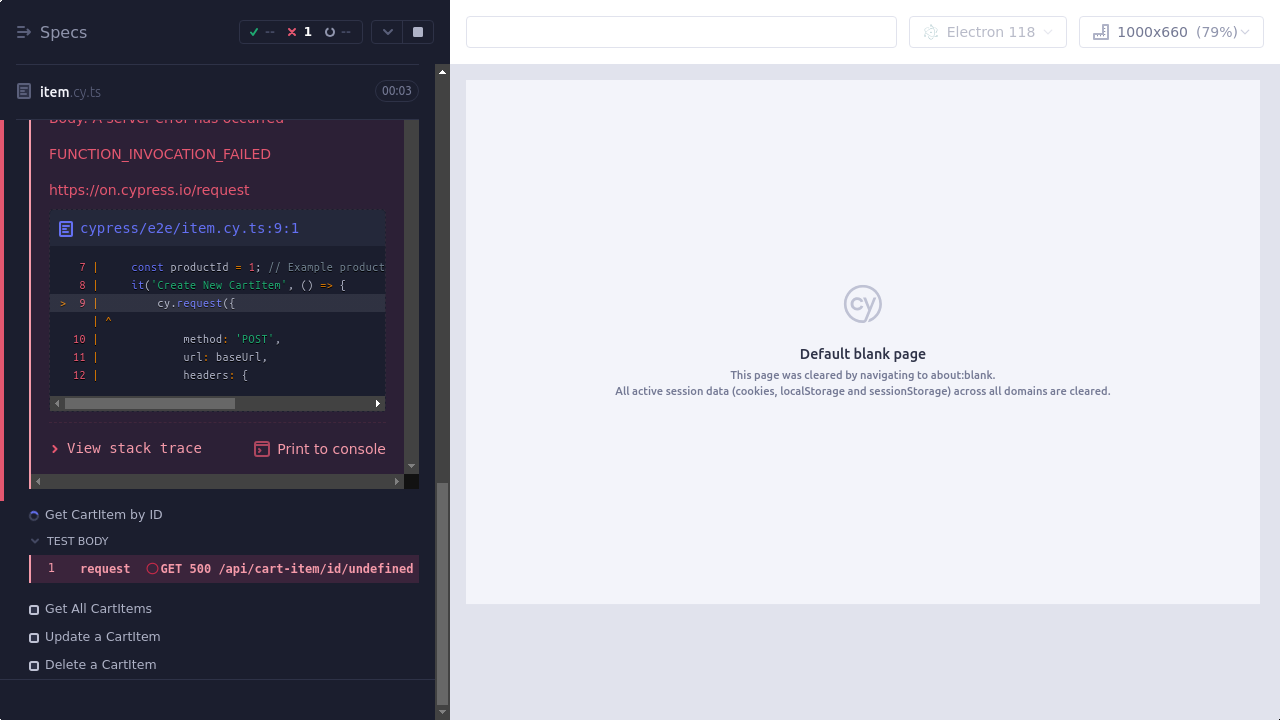 Specs
-- 1 --
Electron 118
1000x660 (79%)
item.cy.ts
00:03
Body: A server error has occurred
FUNCTION_INVOCATION_FAILED
https://on.cypress.io/request
cypress/e2e/item.cy.ts:9:1
7 | const productId = 1; // Example product
8 | it('Create New CartItem', () => {
> 9 | cy.request({
| ^
10 | method: 'POST',
11 | url: baseUrl,
12 | headers: {
View stack trace
Print to console
Get CartItem by ID
TEST BODY
1 request GET 500 /api/cart-item/id/undefined
Get All CartItems
Update a CartItem
Delete a CartItem
cy
Default blank page
This page was cleared by navigating to about:blank.
All active session data (cookies, localStorage and sessionStorage) across all domains are cleared.